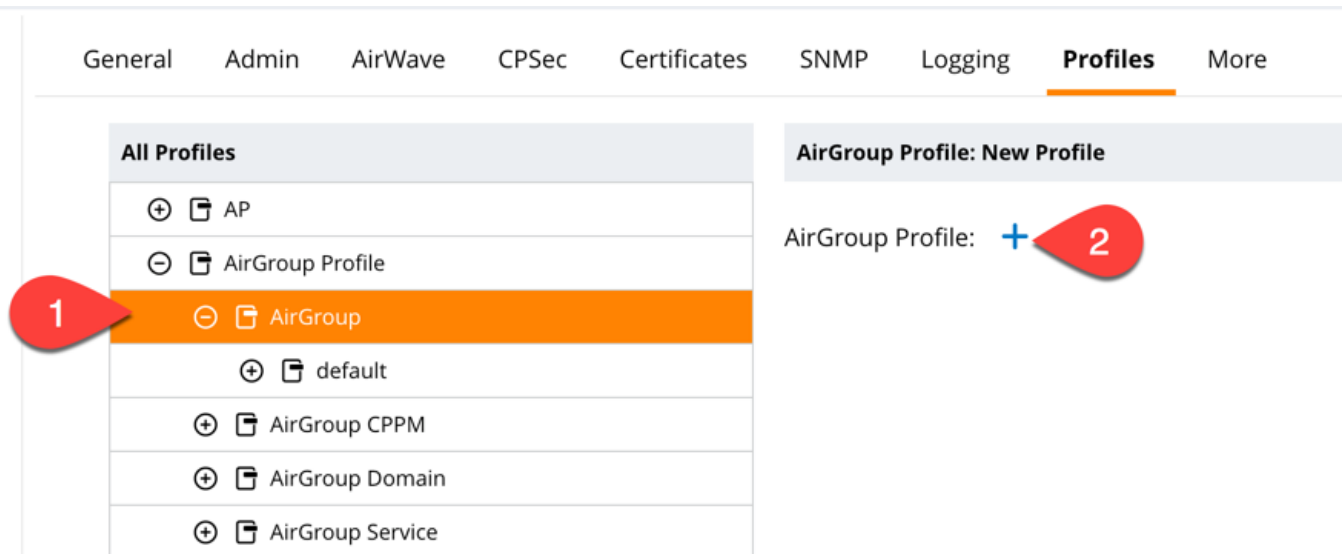 General Admin AirWave CPSec Certificates SNMP Logging Profiles More
All Profiles
AP
AirGroup Profile
1
AirGroup
default
AirGroup CPPM
AirGroup Domain
AirGroup Service
AirGroup Profile: New Profile
AirGroup Profile: +
2